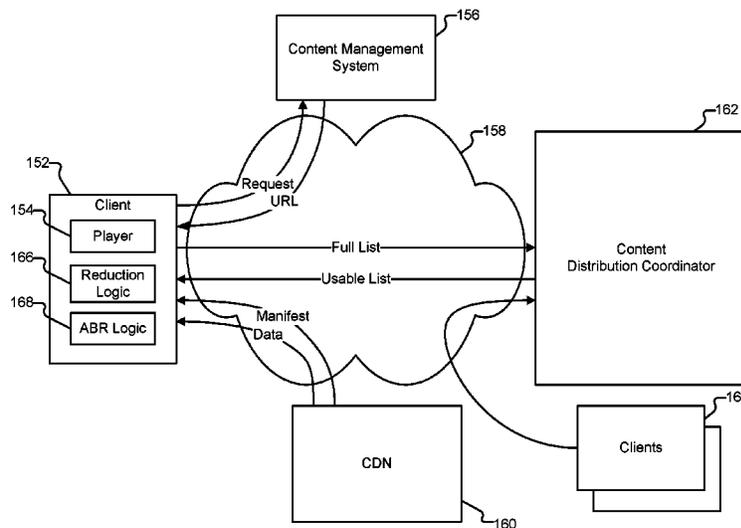 156
Content Management
System
162
158
152
Client
Request
URL
154
Player
Full List
Content
Distribution Coordinator
166
Reduction
Logic
Usable List
168
ABR Logic
Manifest
Data
Clients
CDN
160